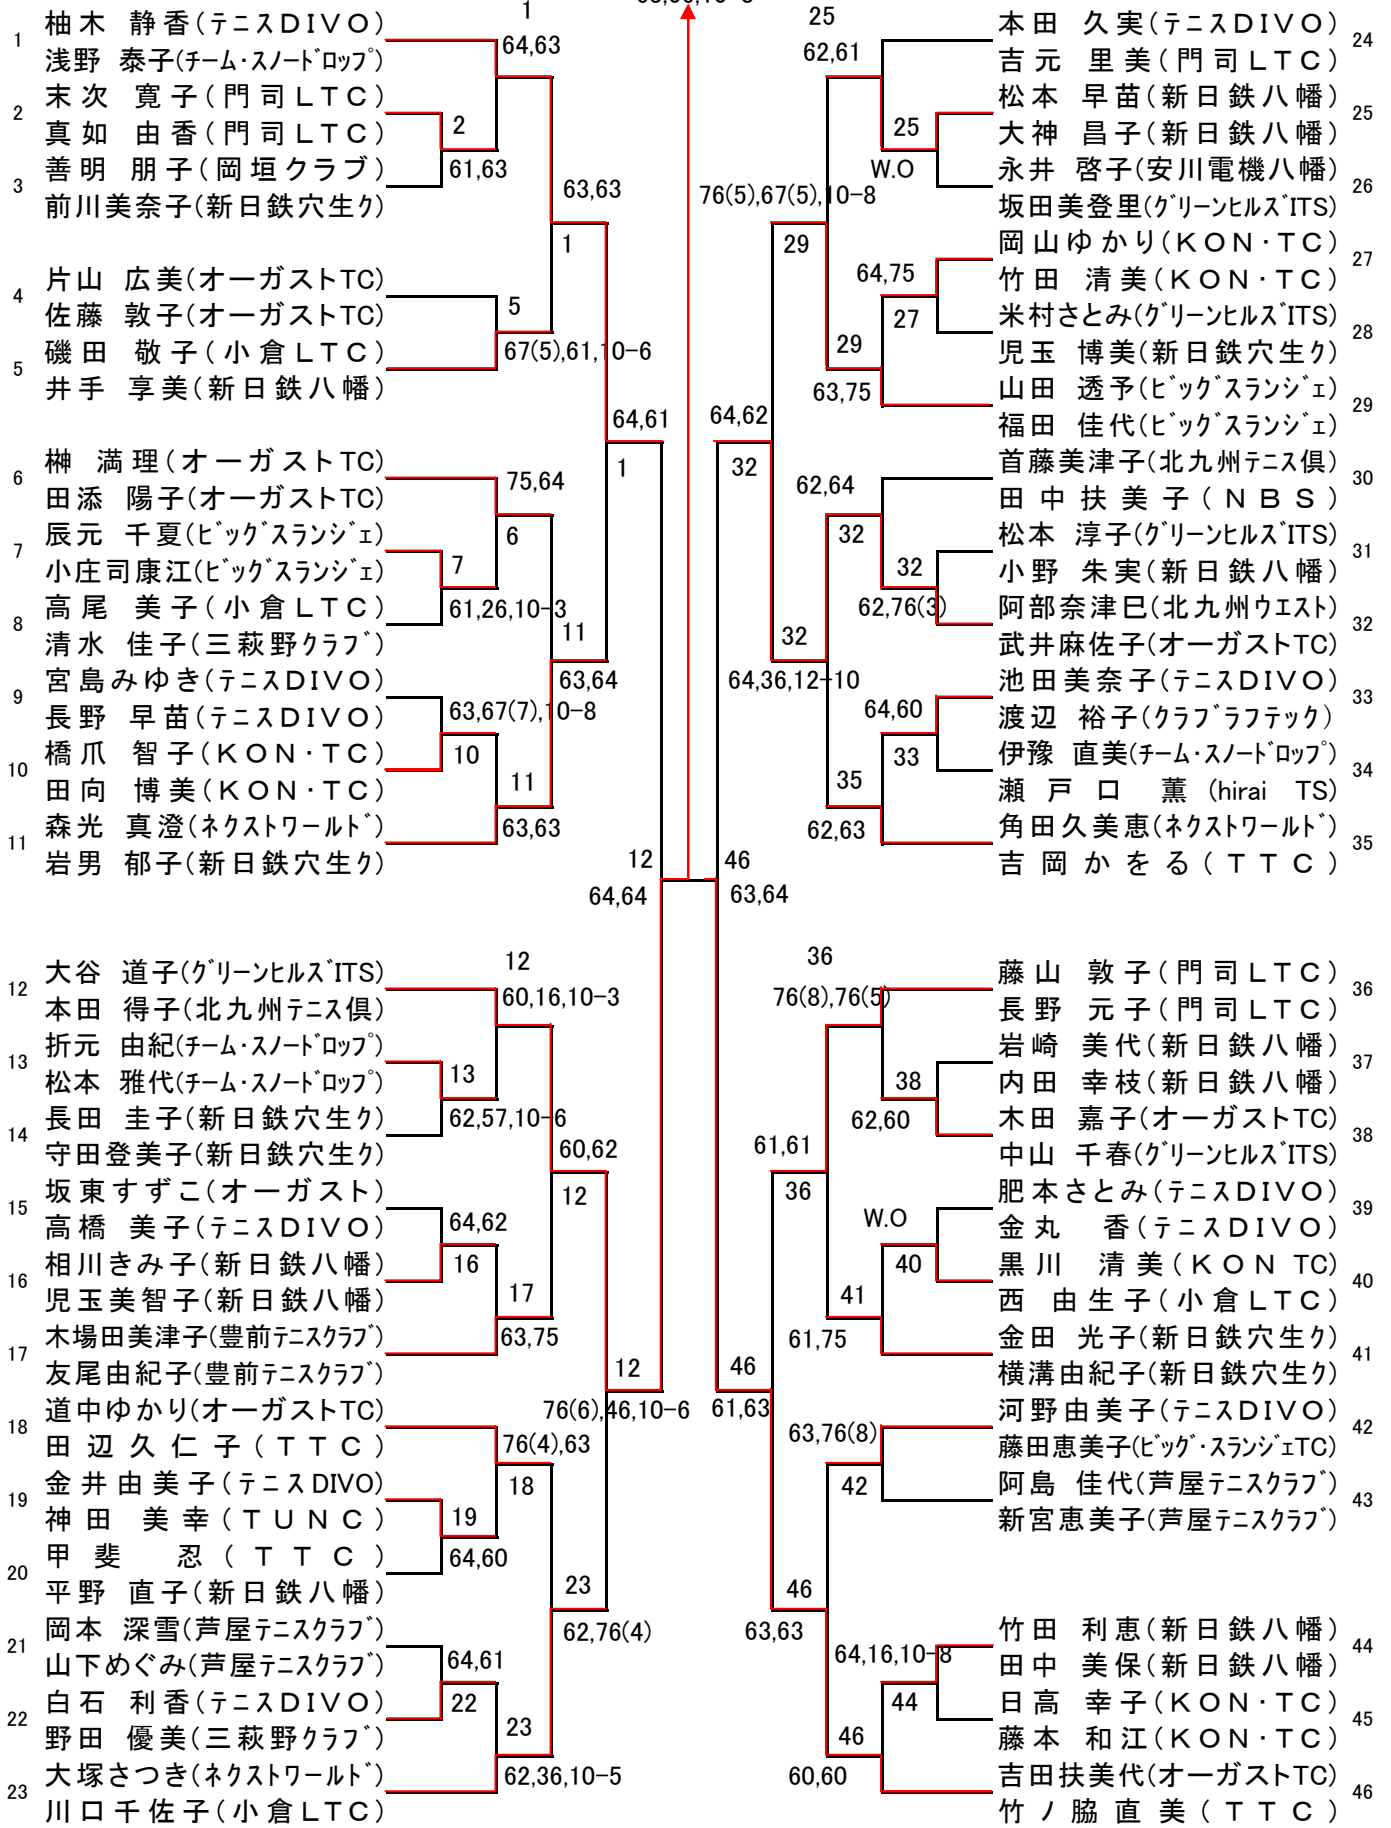 1 柚木 静香(テニスDIVO)
浅野 泰子(チーム・スノードロップ)
2 末次 寛子(門司LTC)
真如 由香(門司LTC)
3 善明 朋子(岡垣クラブ)
前川美奈子(新日鉄穴生ク)
4 片山 広美(オーガストTC)
佐藤 敦子(オーガストTC)
5 磯田 敬子(小倉LTC)
井手 享美(新日鉄八幡)
6 榊 満理(オーガストTC)
田添 陽子(オーガストTC)
7 辰元 千夏(ビッグスランジェ)
小庄司康江(ビッグスランジェ)
8 高尾 美子(小倉LTC)
清水 佳子(三萩野クラブ)
9 宮島みゆき(テニスDIVO)
長野 早苗(テニスDIVO)
10 橋爪 智子(KON・TC)
田向 博美(KON・TC)
11 森光 真澄(ネクストワールド)
岩男 郁子(新日鉄穴生ク)
12 大谷 道子(グリーンヒルズITS)
本田 得子(北九州テニス倶)
13 折元 由紀(チーム・スノードロップ)
松本 雅代(チーム・スノードロップ)
14 長田 圭子(新日鉄穴生ク)
守田登美子(新日鉄穴生ク)
15 坂東すずこ(オーガスト)
高橋 美子(テニスDIVO)
16 相川きみ子(新日鉄八幡)
児玉美智子(新日鉄八幡)
17 木場田美津子(豊前テニスクラブ)
友尾由紀子(豊前テニスクラブ)
18 道中ゆかり(オーガストTC)
田辺久仁子(TTC)
19 金井由美子(テニスDIVO)
神田 美幸(TUNC)
20 甲斐 忍(TTC)
平野 直子(新日鉄八幡)
21 岡本 深雪(芦屋テニスクラブ)
山下めぐみ(芦屋テニスクラブ)
22 白石 利香(テニスDIVO)
野田 優美(三萩野クラブ)
23 大塚さつき(ネクストワールド)
川口千佐子(小倉LTC)
1
64,63
2
61,63
63,63
1
5
67(5),61,10-6
64,61
1
75,64
6
7
61,26,10-3
11
63,64
63,67(7),10-8
10
11
63,63
12
64,64
12
60,16,10-3
13
62,57,10-6
60,62
12
64,62
16
17
63,75
12
76(6),46,10-6
76(4),63
18
19
64,60
23
62,76(4)
64,61
22
23
62,36,10-5
25
62,61
25
W.O
76(5),67(5),10-8
29
64,75
27
29
63,75
64,62
32
62,64
32
32
62,76(3)
32
64,36,12-10
64,60
33
35
62,63
46
63,64
36
76(8),76(5)
38
62,60
61,61
36
W.O
40
41
61,75
46
61,63
63,76(8)
42
46
63,63
64,16,10-8
44
46
60,60
本田 久実(テニスDIVO) 24
吉元 里美(門司LTC)
松本 早苗(新日鉄八幡) 25
大神 昌子(新日鉄八幡)
永井 啓子(安川電機八幡) 26
坂田美登里(グリーンヒルズITS)
岡山ゆかり(KON・TC) 27
竹田 清美(KON・TC)
米村さとみ(グリーンヒルズITS) 28
児玉 博美(新日鉄穴生ク)
山田 透予(ビッグスランジェ) 29
福田 佳代(ビッグスランジェ)
首藤美津子(北九州テニス倶) 30
田中扶美子(NBS)
松本 淳子(グリーンヒルズITS) 31
小野 朱実(新日鉄八幡)
阿部奈津巳(北九州ウエスト) 32
武井麻佐子(オーガストTC)
池田美奈子(テニスDIVO) 33
渡辺 裕子(クラブラフテック)
伊豫 直美(チーム・スノードロップ) 34
瀬戸口 薫(hirai TS)
角田久美恵(ネクストワールド) 35
吉岡かをる(TTC)
藤山 敦子(門司LTC) 36
長野 元子(門司LTC)
岩崎 美代(新日鉄八幡) 37
内田 幸枝(新日鉄八幡)
木田 嘉子(オーガストTC) 38
中山 千春(グリーンヒルズITS)
肥本さとみ(テニスDIVO) 39
金丸 香(テニスDIVO)
黒川 清美(KON TC) 40
西 由生子(小倉LTC)
金田 光子(新日鉄穴生ク) 41
横溝由紀子(新日鉄穴生ク)
河野由美子(テニスDIVO) 42
藤田恵美子(ビッグ・スランジェTC)
阿島 佳代(芦屋テニスクラブ) 43
新宮恵美子(芦屋テニスクラブ)
竹田 利恵(新日鉄八幡) 44
田中 美保(新日鉄八幡)
日高 幸子(KON・TC) 45
藤本 和江(KON・TC)
吉田扶美代(オーガストTC) 46
竹ノ脇直美(TTC)